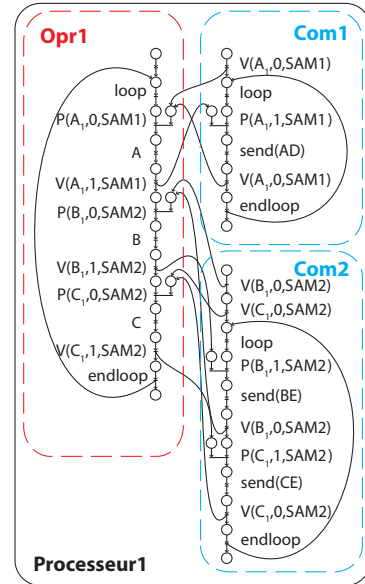 Opr1
loop
P(A₁,0,SAM1)
A
V(A₁,1,SAM1)
P(B₁,0,SAM2)
B
V(B₁,1,SAM2)
P(C₁,0,SAM2)
C
V(C₁,1,SAM2)
endloop
Com1
V(A₁,0,SAM1)
loop
P(A₁,1,SAM1)
send(AD)
V(A₁,0,SAM1)
endloop
Com2
V(B₁,0,SAM2)
V(C₁,0,SAM2)
loop
P(B₁,1,SAM2)
send(BE)
V(B₁,0,SAM2)
P(C₁,1,SAM2)
send(CE)
V(C₁,0,SAM2)
endloop
Processeur1